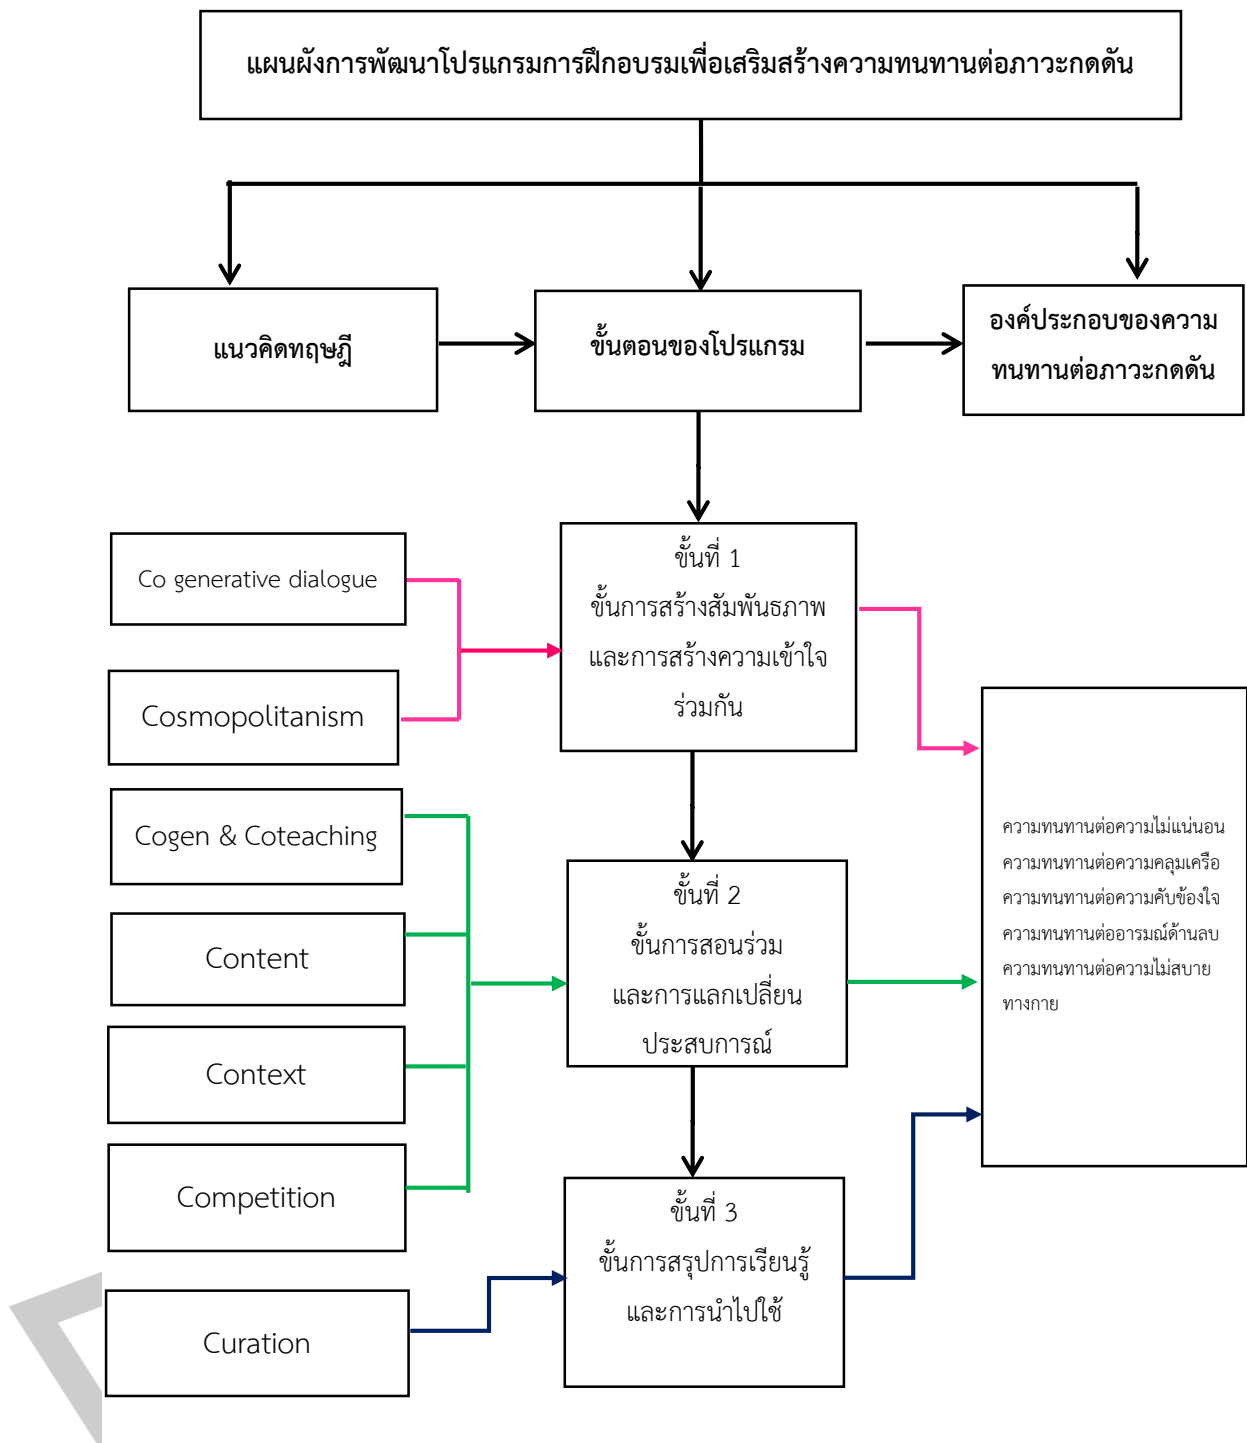 แผนผังการพัฒนาโปรแกรมการฝึกอบรมเพื่อเสริมสร้างความทนทานต่อภาวะกดดัน
แนวคิดทฤษฎี
ขั้นตอนของโปรแกรม
องค์ประกอบของความ
ทนทานต่อภาวะกดดัน
Co generative dialogue
Cosmopolitanism
ขั้นที่ 1
ขั้นการสร้างสัมพันธภาพ
และการสร้างความเข้าใจ
ร่วมกัน
Cogen & Coteaching
Content
Context
Competition
ขั้นที่ 2
ขั้นการสอนร่วม
และการแลกเปลี่ยน
ประสบการณ์
ความทนทานต่อความไม่แน่นอน
ความทนทานต่อความคลุมเครือ
ความทนทานต่อความคับข้องใจ
ความทนทานต่ออารมณ์ด้านลบ
ความทนทานต่อความไม่สบาย
ทางกาย
Curation
ขั้นที่ 3
ขั้นการสรุปการเรียนรู้
และการนำไปใช้